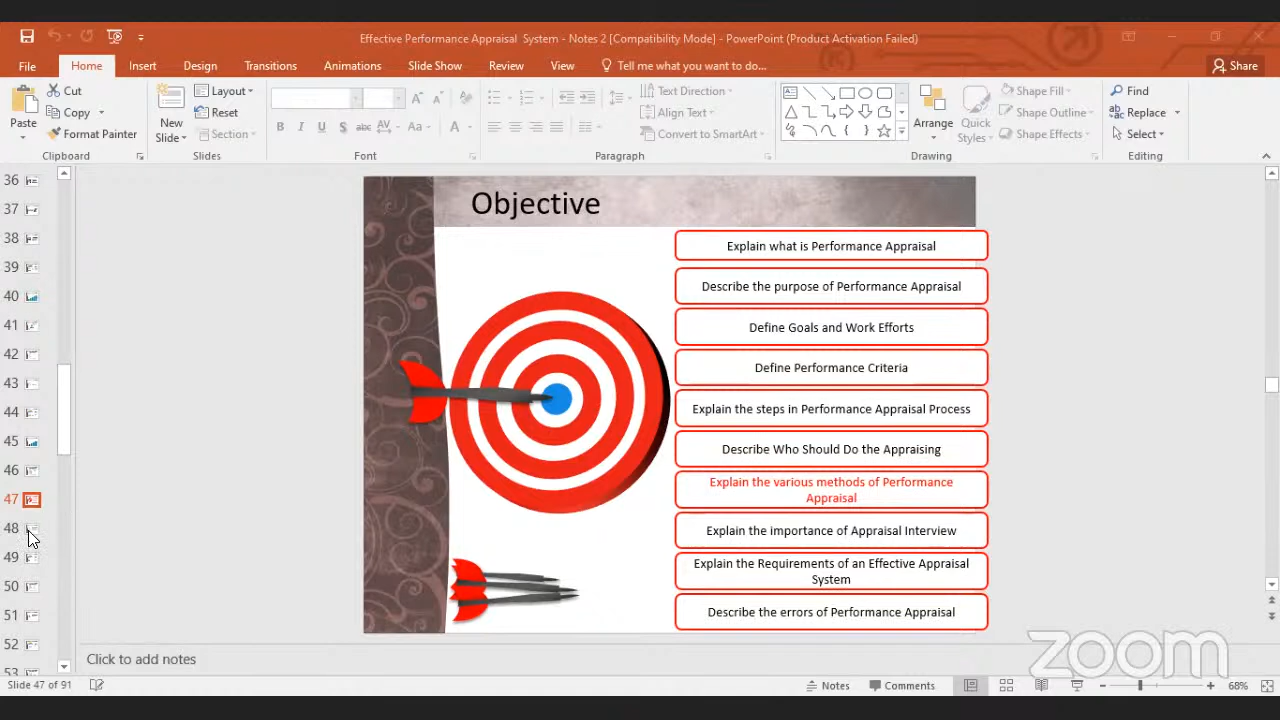 Effective Performance Appraisal System - Notes 2 [Compatibility Mode] - PowerPoint (Product Activation Failed)
File Home Insert Design Transitions Animations Slide Show Review View Tell me what you want to do... Share
Paste
Cut
Copy
Format Painter
Clipboard
New
Slide
Layout
Reset
Section
Slides
B I U S abc AV Aa A
Font
Text Direction
Align Text
Convert to SmartArt
Paragraph
Arrange
Quick
Styles
Shape Fill
Shape Outline
Shape Effects
Drawing
Find
Replace
Select
Editing
36
37
38
39
40
41
42
43
44
45
46
47
48
49
50
51
52
53
Objective
Explain what is Performance Appraisal
Describe the purpose of Performance Appraisal
Define Goals and Work Efforts
Define Performance Criteria
Explain the steps in Performance Appraisal Process
Describe Who Should Do the Appraising
Explain the various methods of Performance
Appraisal
Explain the importance of Appraisal Interview
Explain the Requirements of an Effective Appraisal
System
Describe the errors of Performance Appraisal
Click to add notes
zoom
Slide 47 of 91 Notes Comments 68%